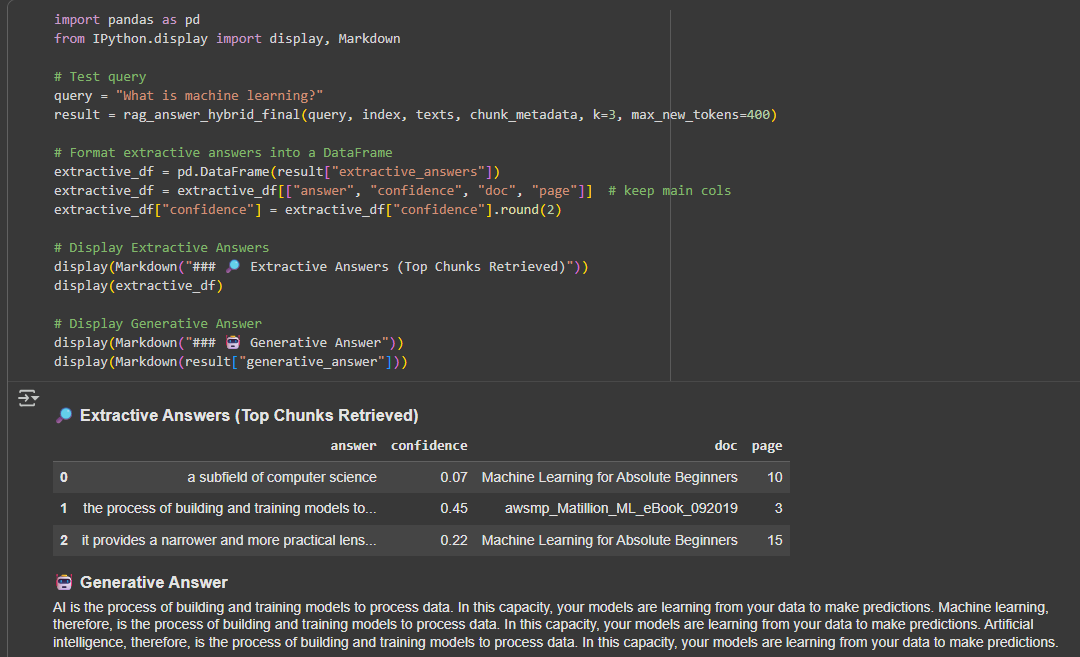 import pandas as pd
from IPython.display import display, Markdown
# Test query
query = "What is machine learning?"
result = rag_answer_hybrid_final(query, index, texts, chunk_metadata, k=3, max_new_tokens=400)
# Format extractive answers into a DataFrame
extractive_df = pd.DataFrame(result["extractive_answers"])
extractive_df = extractive_df[["answer", "confidence", "doc", "page"]]  # keep main cols
extractive_df["confidence"] = extractive_df["confidence"].round(2)
# Display Extractive Answers
display(Markdown("### 🔎 Extractive Answers (Top Chunks Retrieved)"))
display(extractive_df)
# Display Generative Answer
display(Markdown("### 🤖 Generative Answer"))
display(Markdown(result["generative_answer"]))
🔎 Extractive Answers (Top Chunks Retrieved)
answer confidence doc page
0 a subfield of computer science 0.07 Machine Learning for Absolute Beginners 10
1 the process of building and training models to... 0.45 awsmp_Matillion_ML_eBook_092019 3
2 it provides a narrower and more practical lens... 0.22 Machine Learning for Absolute Beginners 15
🤖 Generative Answer
AI is the process of building and training models to process data. In this capacity, your models are learning from your data to make predictions. Machine learning,
therefore, is the process of building and training models to process data. In this capacity, your models are learning from your data to make predictions. Artificial
intelligence, therefore, is the process of building and training models to process data. In this capacity, your models are learning from your data to make predictions.